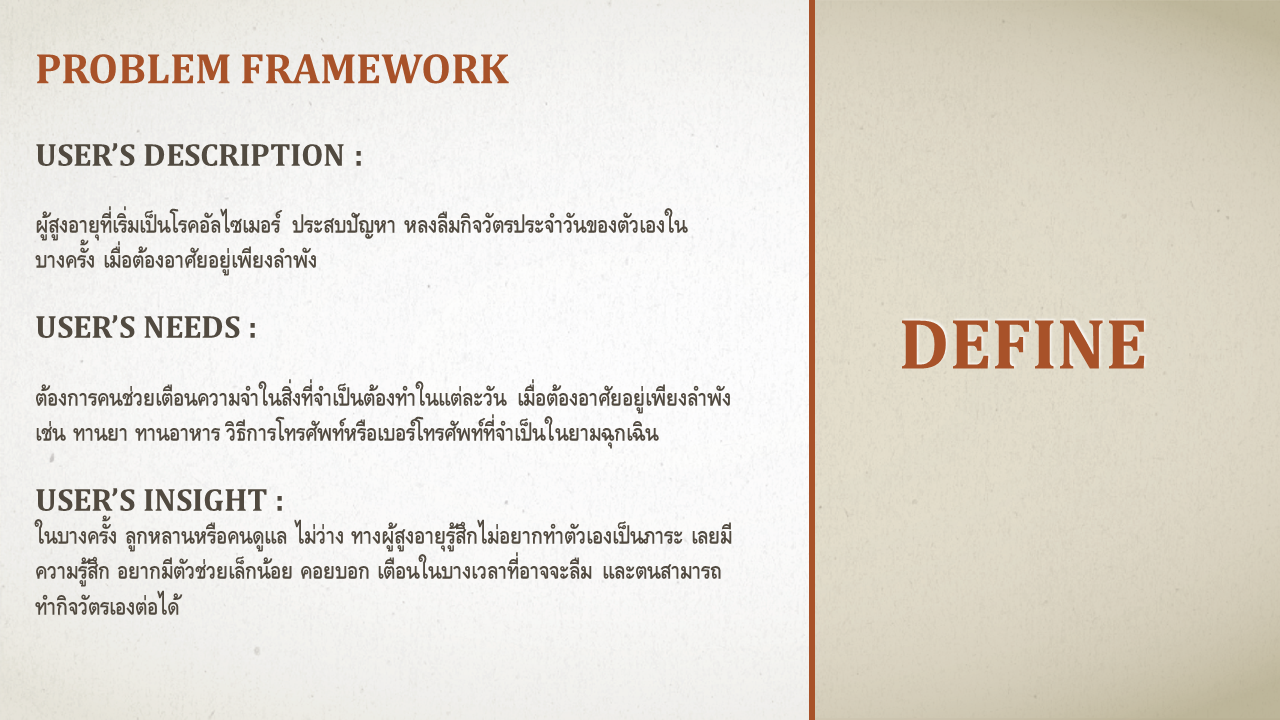 PROBLEM FRAMEWORK
USER’S DESCRIPTION :
ผู้สูงอายุที่เริ่มเป็นโรคอัลไซเมอร์ ประสบปัญหา หลงลืมกิจวัตรประจำวันของตัวเองใน
บางครั้ง เมื่อต้องอาศัยอยู่เพียงลำพัง
USER’S NEEDS :
ต้องการคนช่วยเตือนความจำในสิ่งที่จำเป็นต้องทำในแต่ละวัน เมื่อต้องอาศัยอยู่เพียงลำพัง
เช่น ทานยา ทานอาหาร วิธีการโทรศัพท์หรือเบอร์โทรศัพท์ที่จำเป็นในยามฉุกเฉิน
USER’S INSIGHT :
ในบางครั้ง ลูกหลานหรือคนดูแล ไม่ว่าง ทางผู้สูงอายุรู้สึกไม่อยากทำตัวเองเป็นภาระ เลยมี
ความรู้สึก อยากมีตัวช่วยเล็กน้อย คอยบอก เตือนในบางเวลาที่อาจจะลืม และตนสามารถ
ทำกิจวัตรเองต่อได้
DEFINE